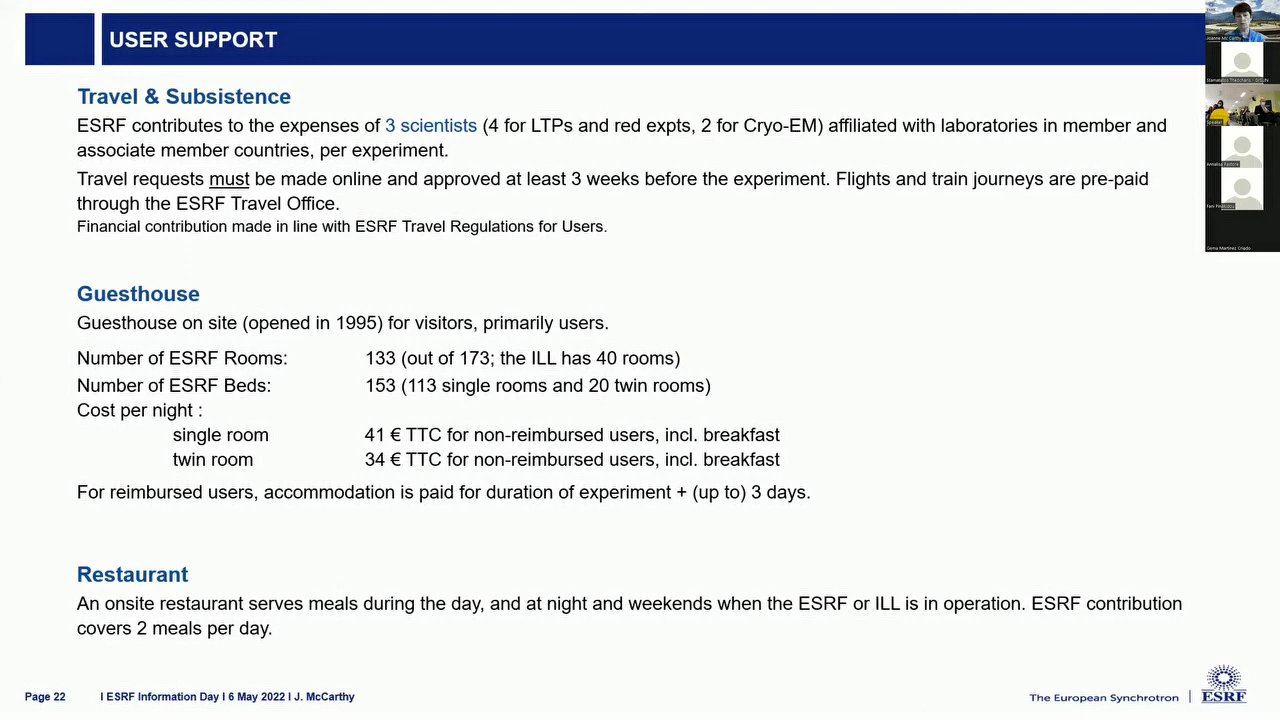 USER SUPPORT
Travel & Subsistence
ESRF contributes to the expenses of 3 scientists (4 for LTPs and red expts, 2 for Cryo-EM) affiliated with laboratories in member and
associate member countries, per experiment.
Travel requests must be made online and approved at least 3 weeks before the experiment. Flights and train journeys are pre-paid
through the ESRF Travel Office.
Financial contribution made in line with ESRF Travel Regulations for Users.
Guesthouse
Guesthouse on site (opened in 1995) for visitors, primarily users.
Number of ESRF Rooms: 133 (out of 173; the ILL has 40 rooms)
Number of ESRF Beds: 153 (113 single rooms and 20 twin rooms)
Cost per night :
single room 41 € TTC for non-reimbursed users, incl. breakfast
twin room 34 € TTC for non-reimbursed users, incl. breakfast
For reimbursed users, accommodation is paid for duration of experiment + (up to) 3 days.
Restaurant
An onsite restaurant serves meals during the day, and at night and weekends when the ESRF or ILL is in operation. ESRF contribution
covers 2 meals per day.
Page 22 I ESRF Information Day I 6 May 2022 I J. McCarthy
The European Synchrotron | ESRF
Joanne Mc Carthy
Speaker
Gema Martinez Criado